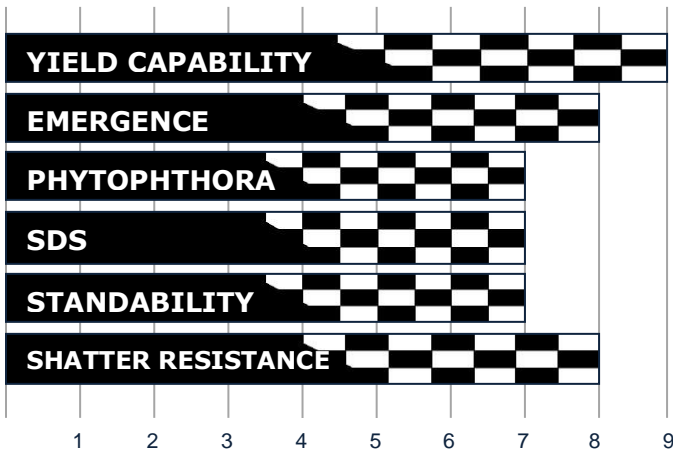 YIELD CAPABILITY
EMERGENCE
PHYTOPHTHORA
SDS
STANDABILITY
SHATTER RESISTANCE
1 2 3 4 5 6 7 8 9